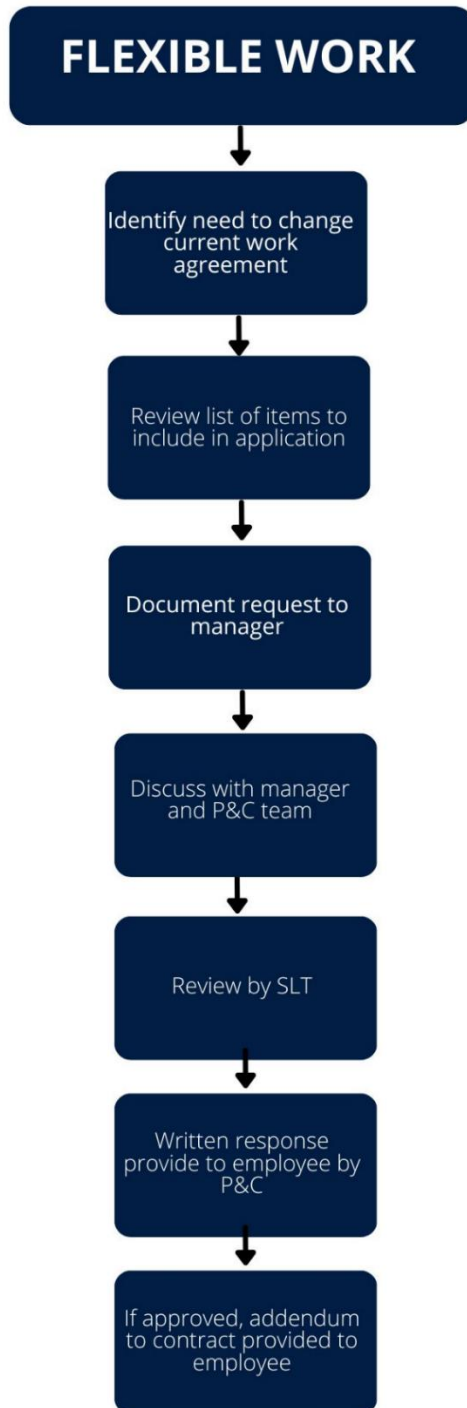 FLEXIBLE WORK
Identify need to change
current work
agreement
Review list of items to
include in application
Document request to
manager
Discuss with manager
and P&C team
Review by SLT
Written response
provide to employee by
P&C
If approved, addendum
to contract provided to
employee